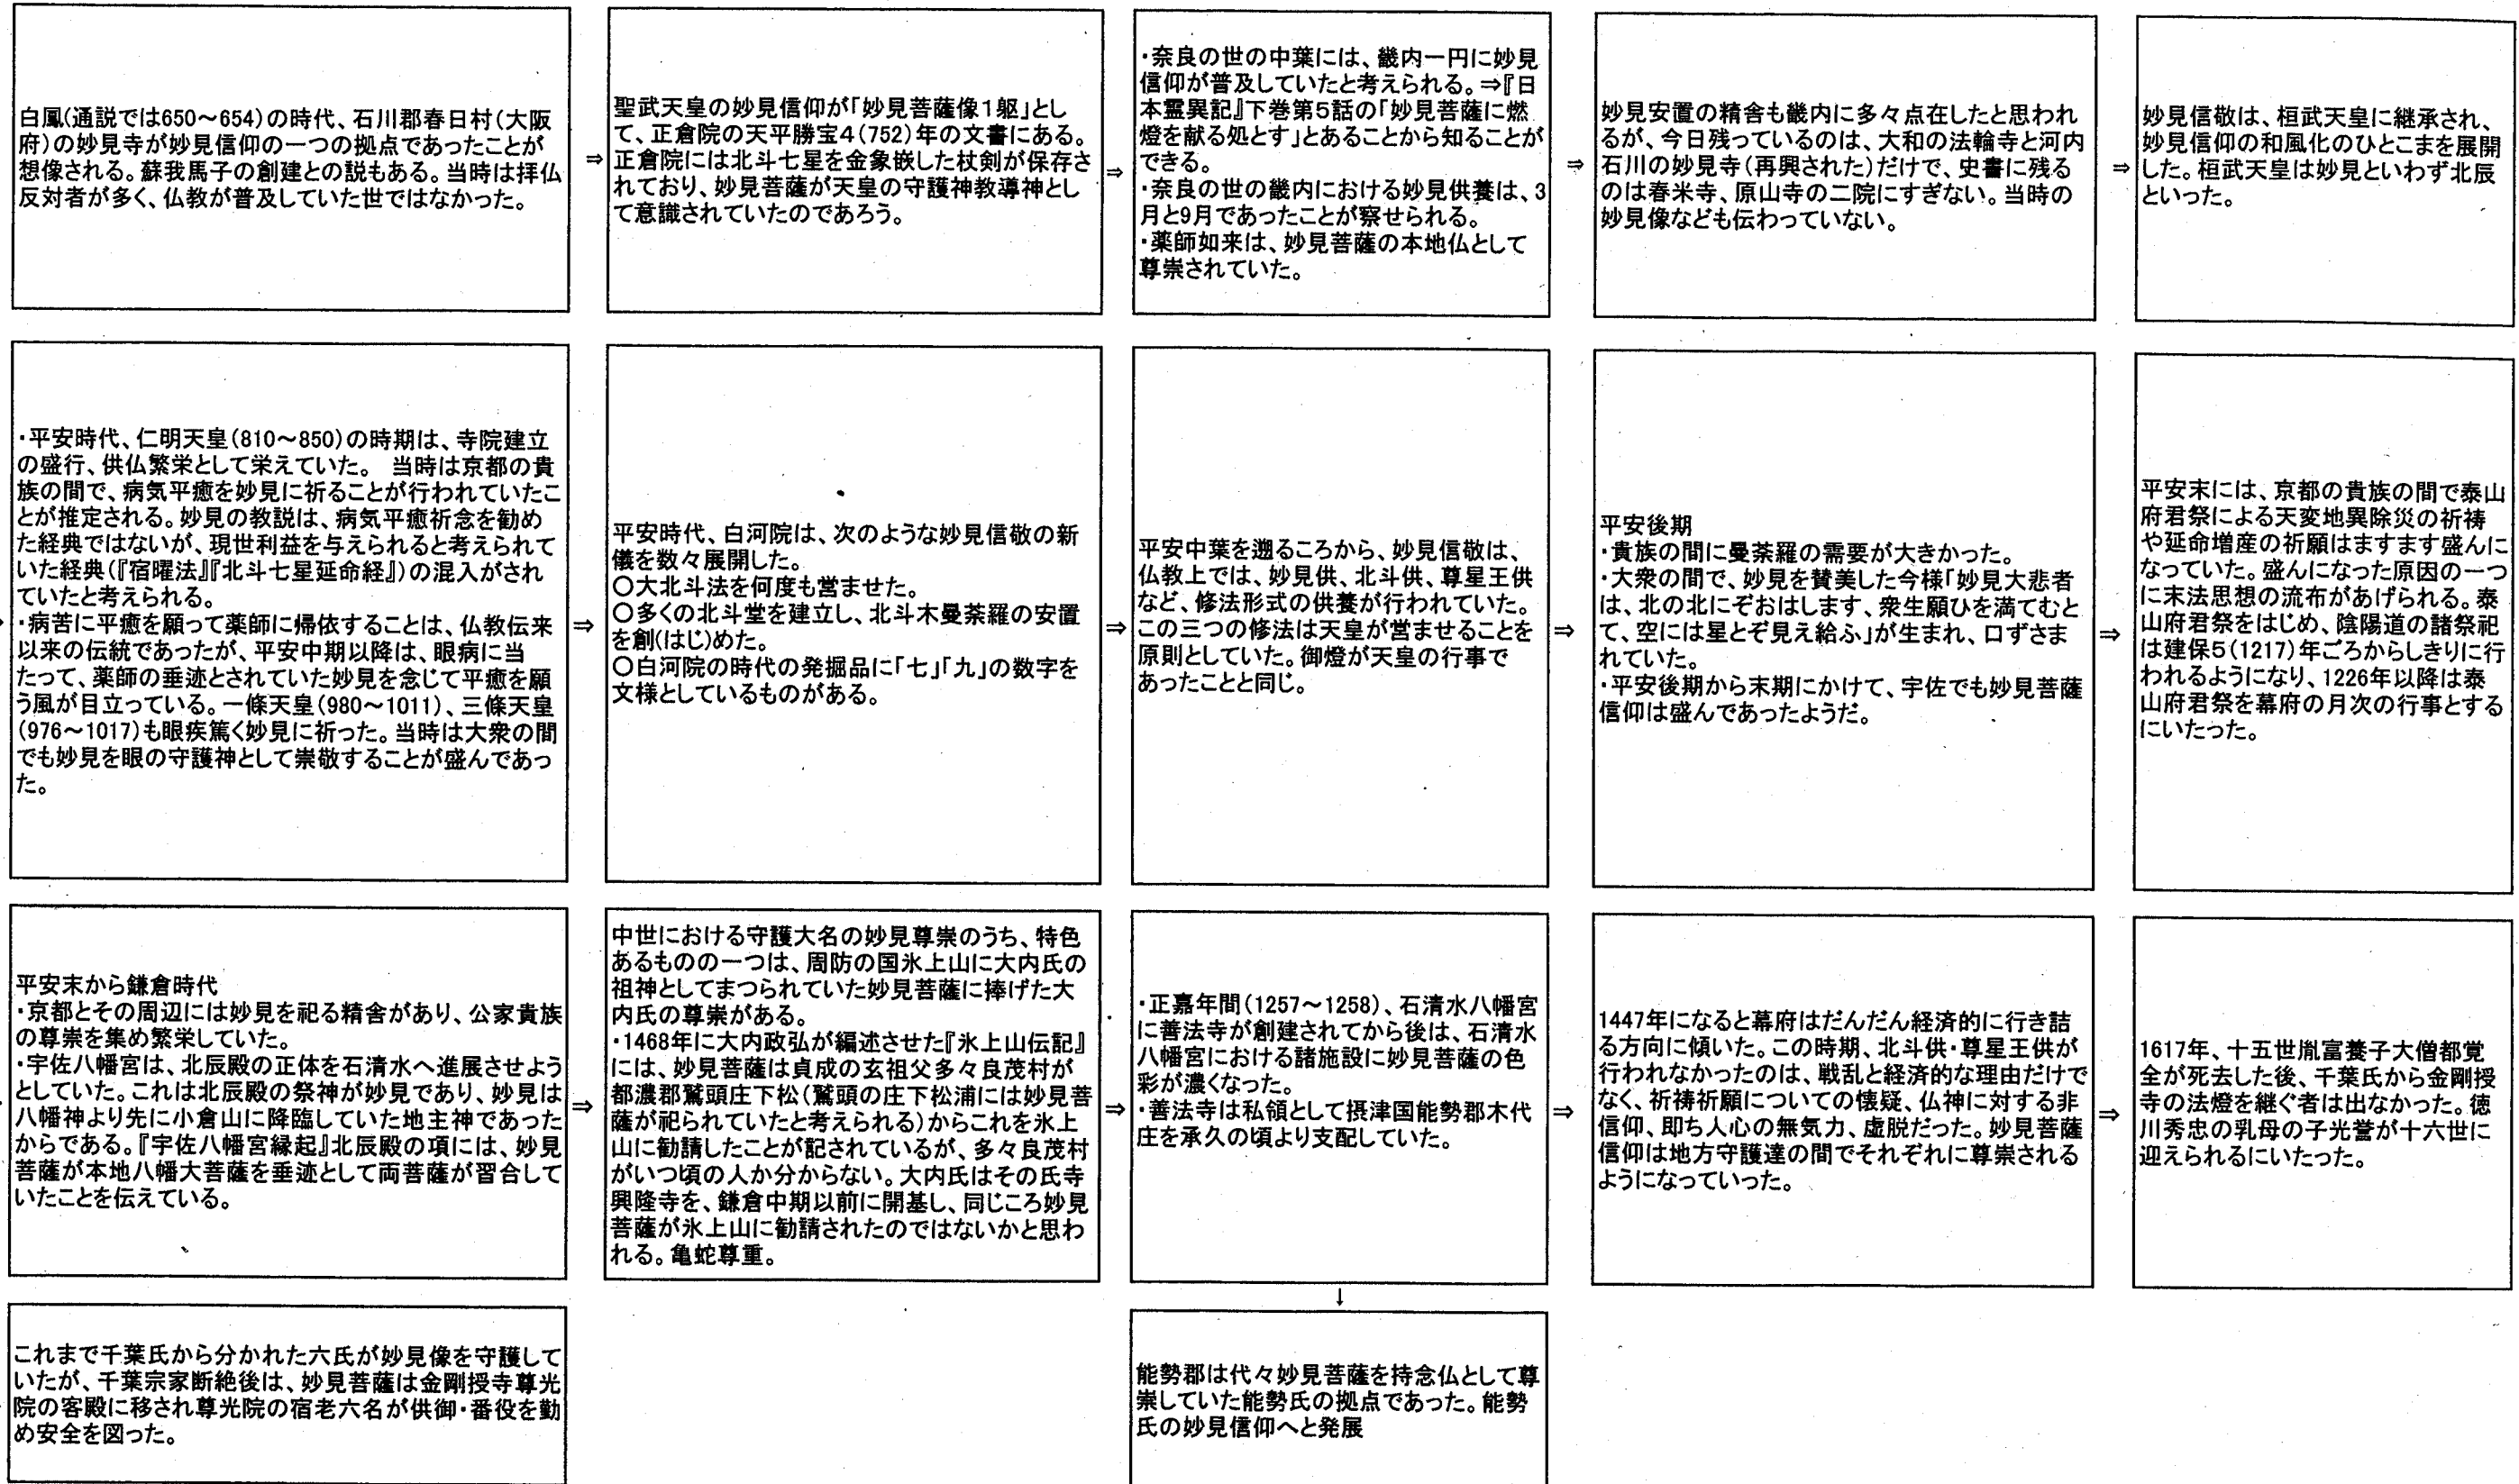 白鳳(通説では650～654)の時代、石川郡春日村(大阪
府)の妙見寺が妙見信仰の一つの拠点であったことが
想像される。蘇我馬子の創建との説もある。当時は拝仏
反対者が多く、仏教が普及していた世ではなかった。
⇒
聖武天皇の妙見信仰が「妙見菩薩像１躯」とし
て、正倉院の天平勝宝４(752)年の文書にある。
正倉院には北斗七星を金象嵌した杖剣が保存さ
れており、妙見菩薩が天皇の守護神教導神とし
て意識されていたのであろう。
⇒
・奈良の世の中葉には、畿内一円に妙見
信仰が普及していたと考えられる。⇒『日
本霊異記』下巻第５話の「妙見菩薩に燃
燈を献る処とす」とあることから知ることが
できる。
・奈良の世の畿内における妙見供養は、３
月と９月であったことが察せられる。
・薬師如来は、妙見菩薩の本地仏として
尊崇されていた。
⇒
妙見安置の精舎も畿内に多々点在したと思われ
るが、今日残っているのは、大和の法輪寺と河内
石川の妙見寺(再興された)だけで、史書に残る
のは春米寺、原山寺の二院にすぎない。当時の
妙見像なども伝わっていない。
⇒
妙見信敬は、桓武天皇に継承され、
妙見信仰の和風化のひとこまを展開
した。桓武天皇は妙見といわず北辰
といった。
⇒
・平安時代、仁明天皇(810～850)の時期は、寺院建立
の盛行、供仏繁栄として栄えていた。　当時は京都の貴
族の間で、病気平癒を妙見に祈ることが行われていたこ
とが推定される。妙見の教説は、病気平癒祈念を勧め
た経典ではないが、現世利益を与えられると考えられて
いた経典(『宿曜法』『北斗七星延命経』)の混入がされ
ていたと考えられる。
・病苦に平癒を願って薬師に帰依することは、仏教伝来
以来の伝統であったが、平安中期以降は、眼病に当
たって、薬師の垂迹とされていた妙見を念じて平癒を願
う風が目立っている。一條天皇(980～1011)、三條天皇
(976～1017)も眼疾篤く妙見に祈った。当時は大衆の間
でも妙見を眼の守護神として崇敬することが盛んであっ
た。
⇒
平安時代、白河院は、次のような妙見信敬の新
儀を数々展開した。
○大北斗法を何度も営ませた。
○多くの北斗堂を建立し、北斗木曼荼羅の安置
を創(はじ)めた。
○白河院の時代の発掘品に「七」「九」の数字を
文様としているものがある。
⇒
平安中葉を遡るころから、妙見信敬は、
仏教上では、妙見供、北斗供、尊星王供
など、修法形式の供養が行われていた。
この三つの修法は天皇が営ませることを
原則としていた。御燈が天皇の行事で
あったことと同じ。
⇒
平安後期
・貴族の間に曼荼羅の需要が大きかった。
・大衆の間で、妙見を賛美した今様「妙見大悲者
は、北の北にぞおはします、衆生願ひを満てむと
て、空には星とぞ見え給ふ」が生まれ、口ずさま
れていた。
・平安後期から末期にかけて、宇佐でも妙見菩薩
信仰は盛んであったようだ。
⇒
平安末には、京都の貴族の間で泰山
府君祭による天変地異除災の祈祷
や延命増産の祈願はますます盛んに
なっていた。盛んになった原因の一つ
に末法思想の流布があげられる。泰
山府君祭をはじめ、陰陽道の諸祭祀
は建保５(1217)年ごろからしきりに行
われるようになり、1226年以降は泰
山府君祭を幕府の月次の行事とする
にいたった。
平安末から鎌倉時代
・京都とその周辺には妙見を祀る精舎があり、公家貴族
の尊崇を集め繁栄していた。
・宇佐八幡宮は、北辰殿の正体を石清水へ進展させよう
としていた。これは北辰殿の祭神が妙見であり、妙見は
八幡神より先に小倉山に降臨していた地主神であった
からである。『宇佐八幡宮縁起』北辰殿の項には、妙見
菩薩が本地八幡大菩薩を垂迹として両菩薩が習合して
いたことを伝えている。
⇒
中世における守護大名の妙見尊崇のうち、特色
あるものの一つは、周防の国氷上山に大内氏の
祖神としてまつられていた妙見菩薩に捧げた大
内氏の尊崇がある。
・1468年に大内政弘が編述させた『氷上山伝記』
には、妙見菩薩は貞成の玄祖父多々良茂村が
都濃郡鷲頭庄下松(鷲頭の庄下松浦には妙見菩
薩が祀られていたと考えられる)からこれを氷上
山に勧請したことが記されているが、多々良茂村
がいつ頃の人か分からない。大内氏はその氏寺
興隆寺を、鎌倉中期以前に開基し、同じころ妙見
菩薩が氷上山に勧請されたのではないかと思わ
れる。亀蛇尊重。
⇒
・正嘉年間(1257～1258)、石清水八幡宮
に善法寺が創建されてから後は、石清水
八幡宮における諸施設に妙見菩薩の色
彩が濃くなった。
・善法寺は私領として摂津国能勢郡木代
庄を承久の頃より支配していた。
⇒
1447年になると幕府はだんだん経済的に行き詰
る方向に傾いた。この時期、北斗供・尊星王供が
行われなかったのは、戦乱と経済的な理由だけで
なく、祈祷祈願についての懐疑、仏神に対する非
信仰、即ち人心の無気力、虚脱だった。妙見菩薩
信仰は地方守護達の間でそれぞれに尊崇される
ようになっていった。
⇒
1617年、十五世胤富養子大僧都覚
全が死去した後、千葉氏から金剛授
寺の法燈を継ぐ者は出なかった。徳
川秀忠の乳母の子光誉が十六世に
迎えられるにいたった。
↓
これまで千葉氏から分かれた六氏が妙見像を守護して
いたが、千葉宗家断絶後は、妙見菩薩は金剛授寺尊光
院の客殿に移され尊光院の宿老六名が供御・番役を勤
め安全を図った。
能勢郡は代々妙見菩薩を持念仏として尊
崇していた能勢氏の拠点であった。能勢
氏の妙見信仰へと発展